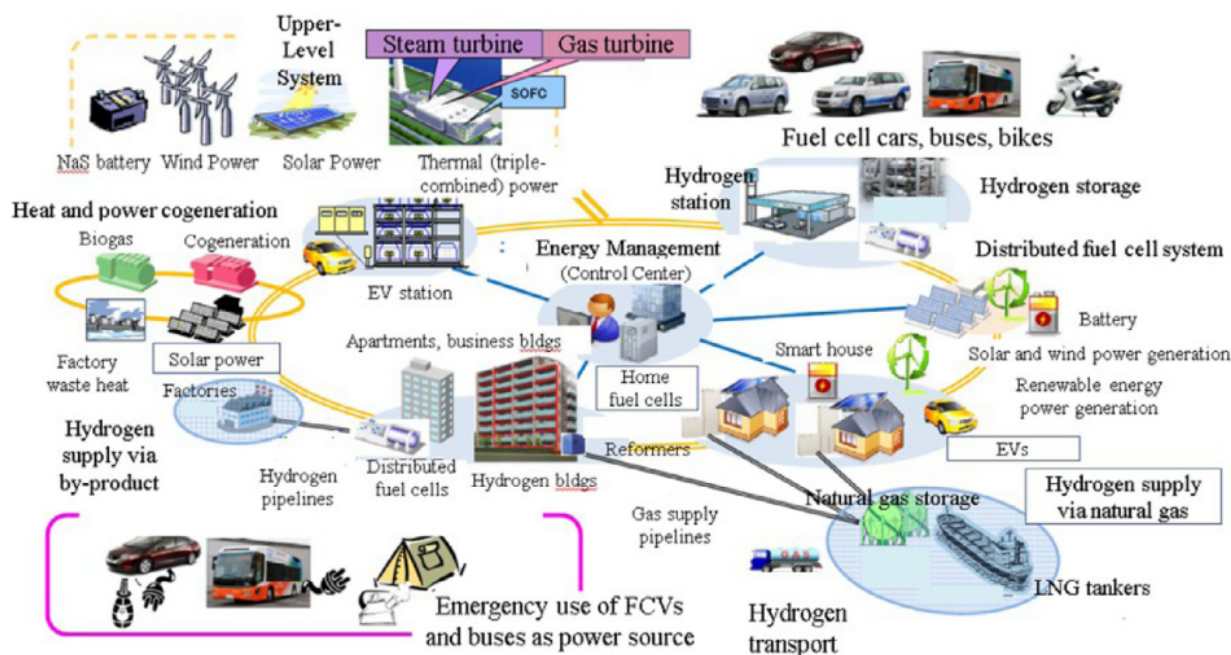 Upper-
Level
System
Steam turbine
Gas turbine
SOFC
NaS battery
Wind Power
Solar Power
Thermal (triple-
combined) power
Fuel cell cars, buses, bikes
Hydrogen
station
Hydrogen storage
Heat and power cogeneration
Biogas
Cogeneration
EV station
Energy Management
(Control Center)
Distributed fuel cell system
Battery
Factory
waste heat
Solar power
Apartments, business bldgs
Smart house
Solar and wind power generation
Home
fuel cells
Renewable energy
power generation
Factories
Hydrogen
supply via
by-product
Hydrogen
pipelines
Distributed
fuel cells
Hydrogen bldgs
Reformers
EVs
Natural gas storage
Hydrogen supply
via natural gas
Gas supply
pipelines
GAS
LNG tankers
Hydrogen
transport
Emergency use of FCVs
and buses as power source